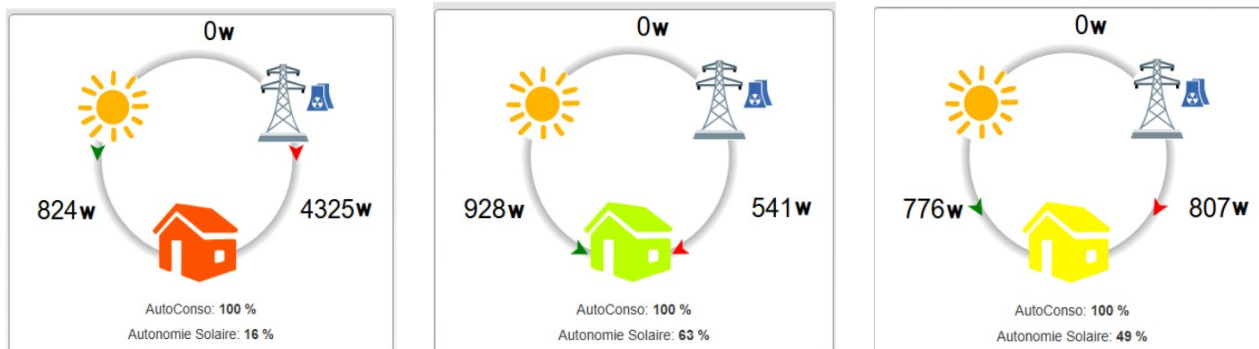 0w
824w
4325w
AutoConso: 100 %
Autonomie Solaire: 16 %
0w
928w
541w
AutoConso: 100 %
Autonomie Solaire: 63 %
0w
776w
807w
AutoConso: 100 %
Autonomie Solaire: 49 %